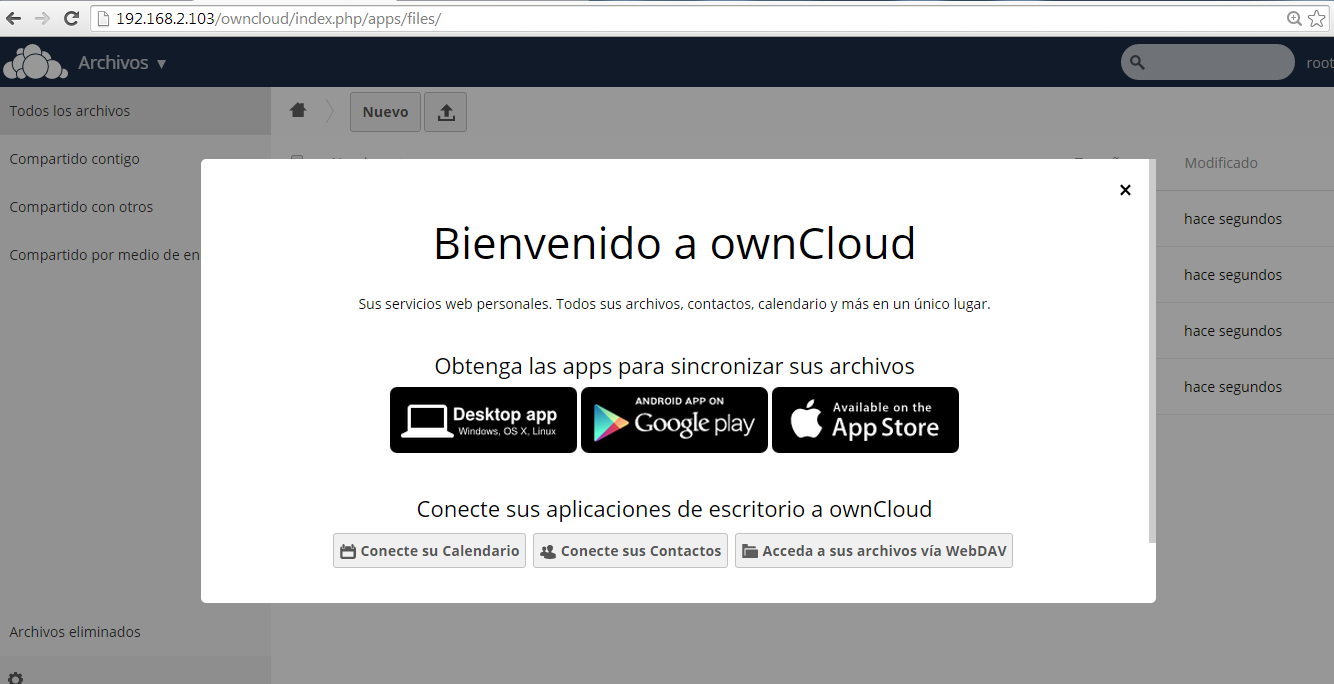 192.168.2.103/owncloud/index.php/apps/files/
Archivos ▼
root
Todos los archivos
Nuevo
Compartido contigo
Modificado
Compartido con otros
hace segundos
Compartido por medio de en
hace segundos
hace segundos
hace segundos
×
Bienvenido a ownCloud
Sus servicios web personales. Todos sus archivos, contactos, calendario y más en un único lugar.
Obtenga las apps para sincronizar sus archivos
Desktop app
Windows, OS X, Linux
ANDROID APP ON
Google play
Available on the
App Store
Conecte sus aplicaciones de escritorio a ownCloud
Conecte su Calendario
Conecte sus Contactos
Acceda a sus archivos vía WebDAV
Archivos eliminados